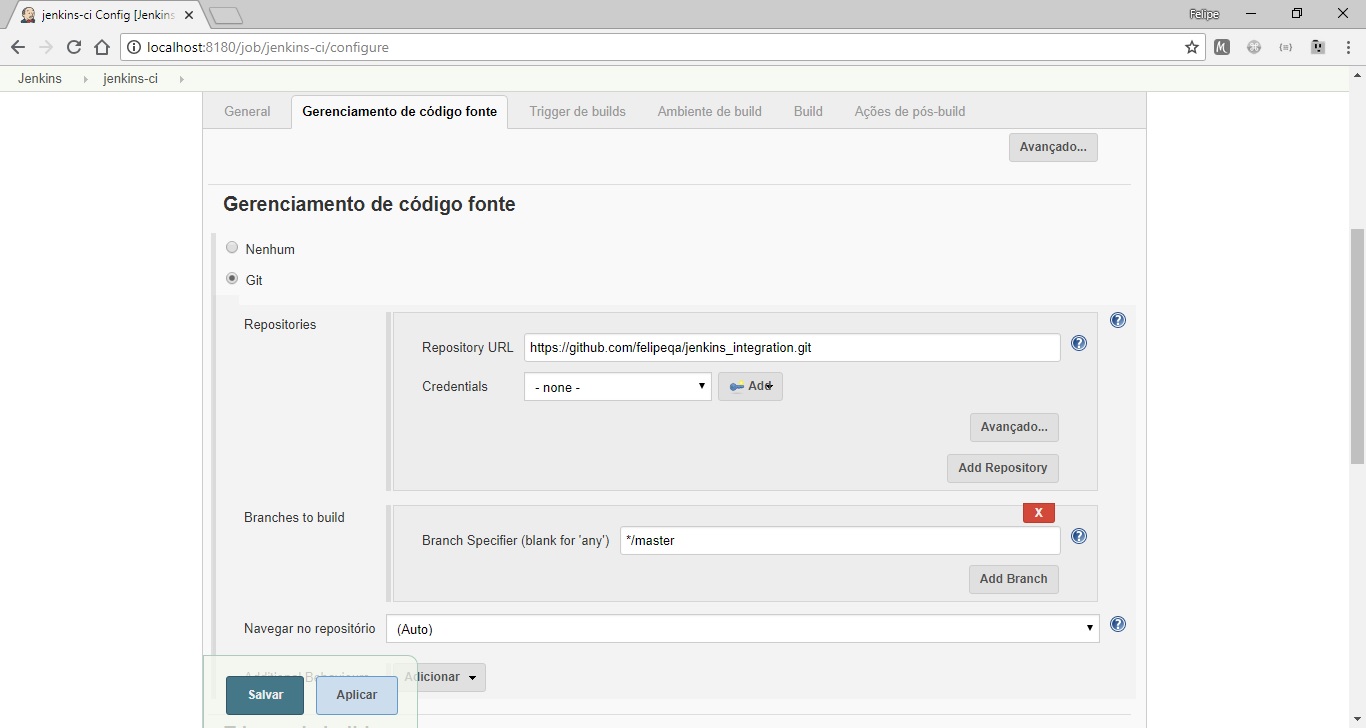 jenkins-ci Config [Jenkins
Felipe
localhost:8180/job/jenkins-ci/configure
Jenkins jenkins-ci
General Gerenciamento de código fonte Trigger de builds Ambiente de build Build Ações de pós-build
Avançado...
Gerenciamento de código fonte
Nenhum
Git
Repositories
Repository URL https://github.com/felipeqa/jenkins_integration.git
Credentials - none - Add
Avançado...
Add Repository
Branches to build
X
Branch Specifier (blank for 'any') */master
Add Branch
Navegar no repositório (Auto)
Additional Behaviours Adicionar
Salvar Aplicar